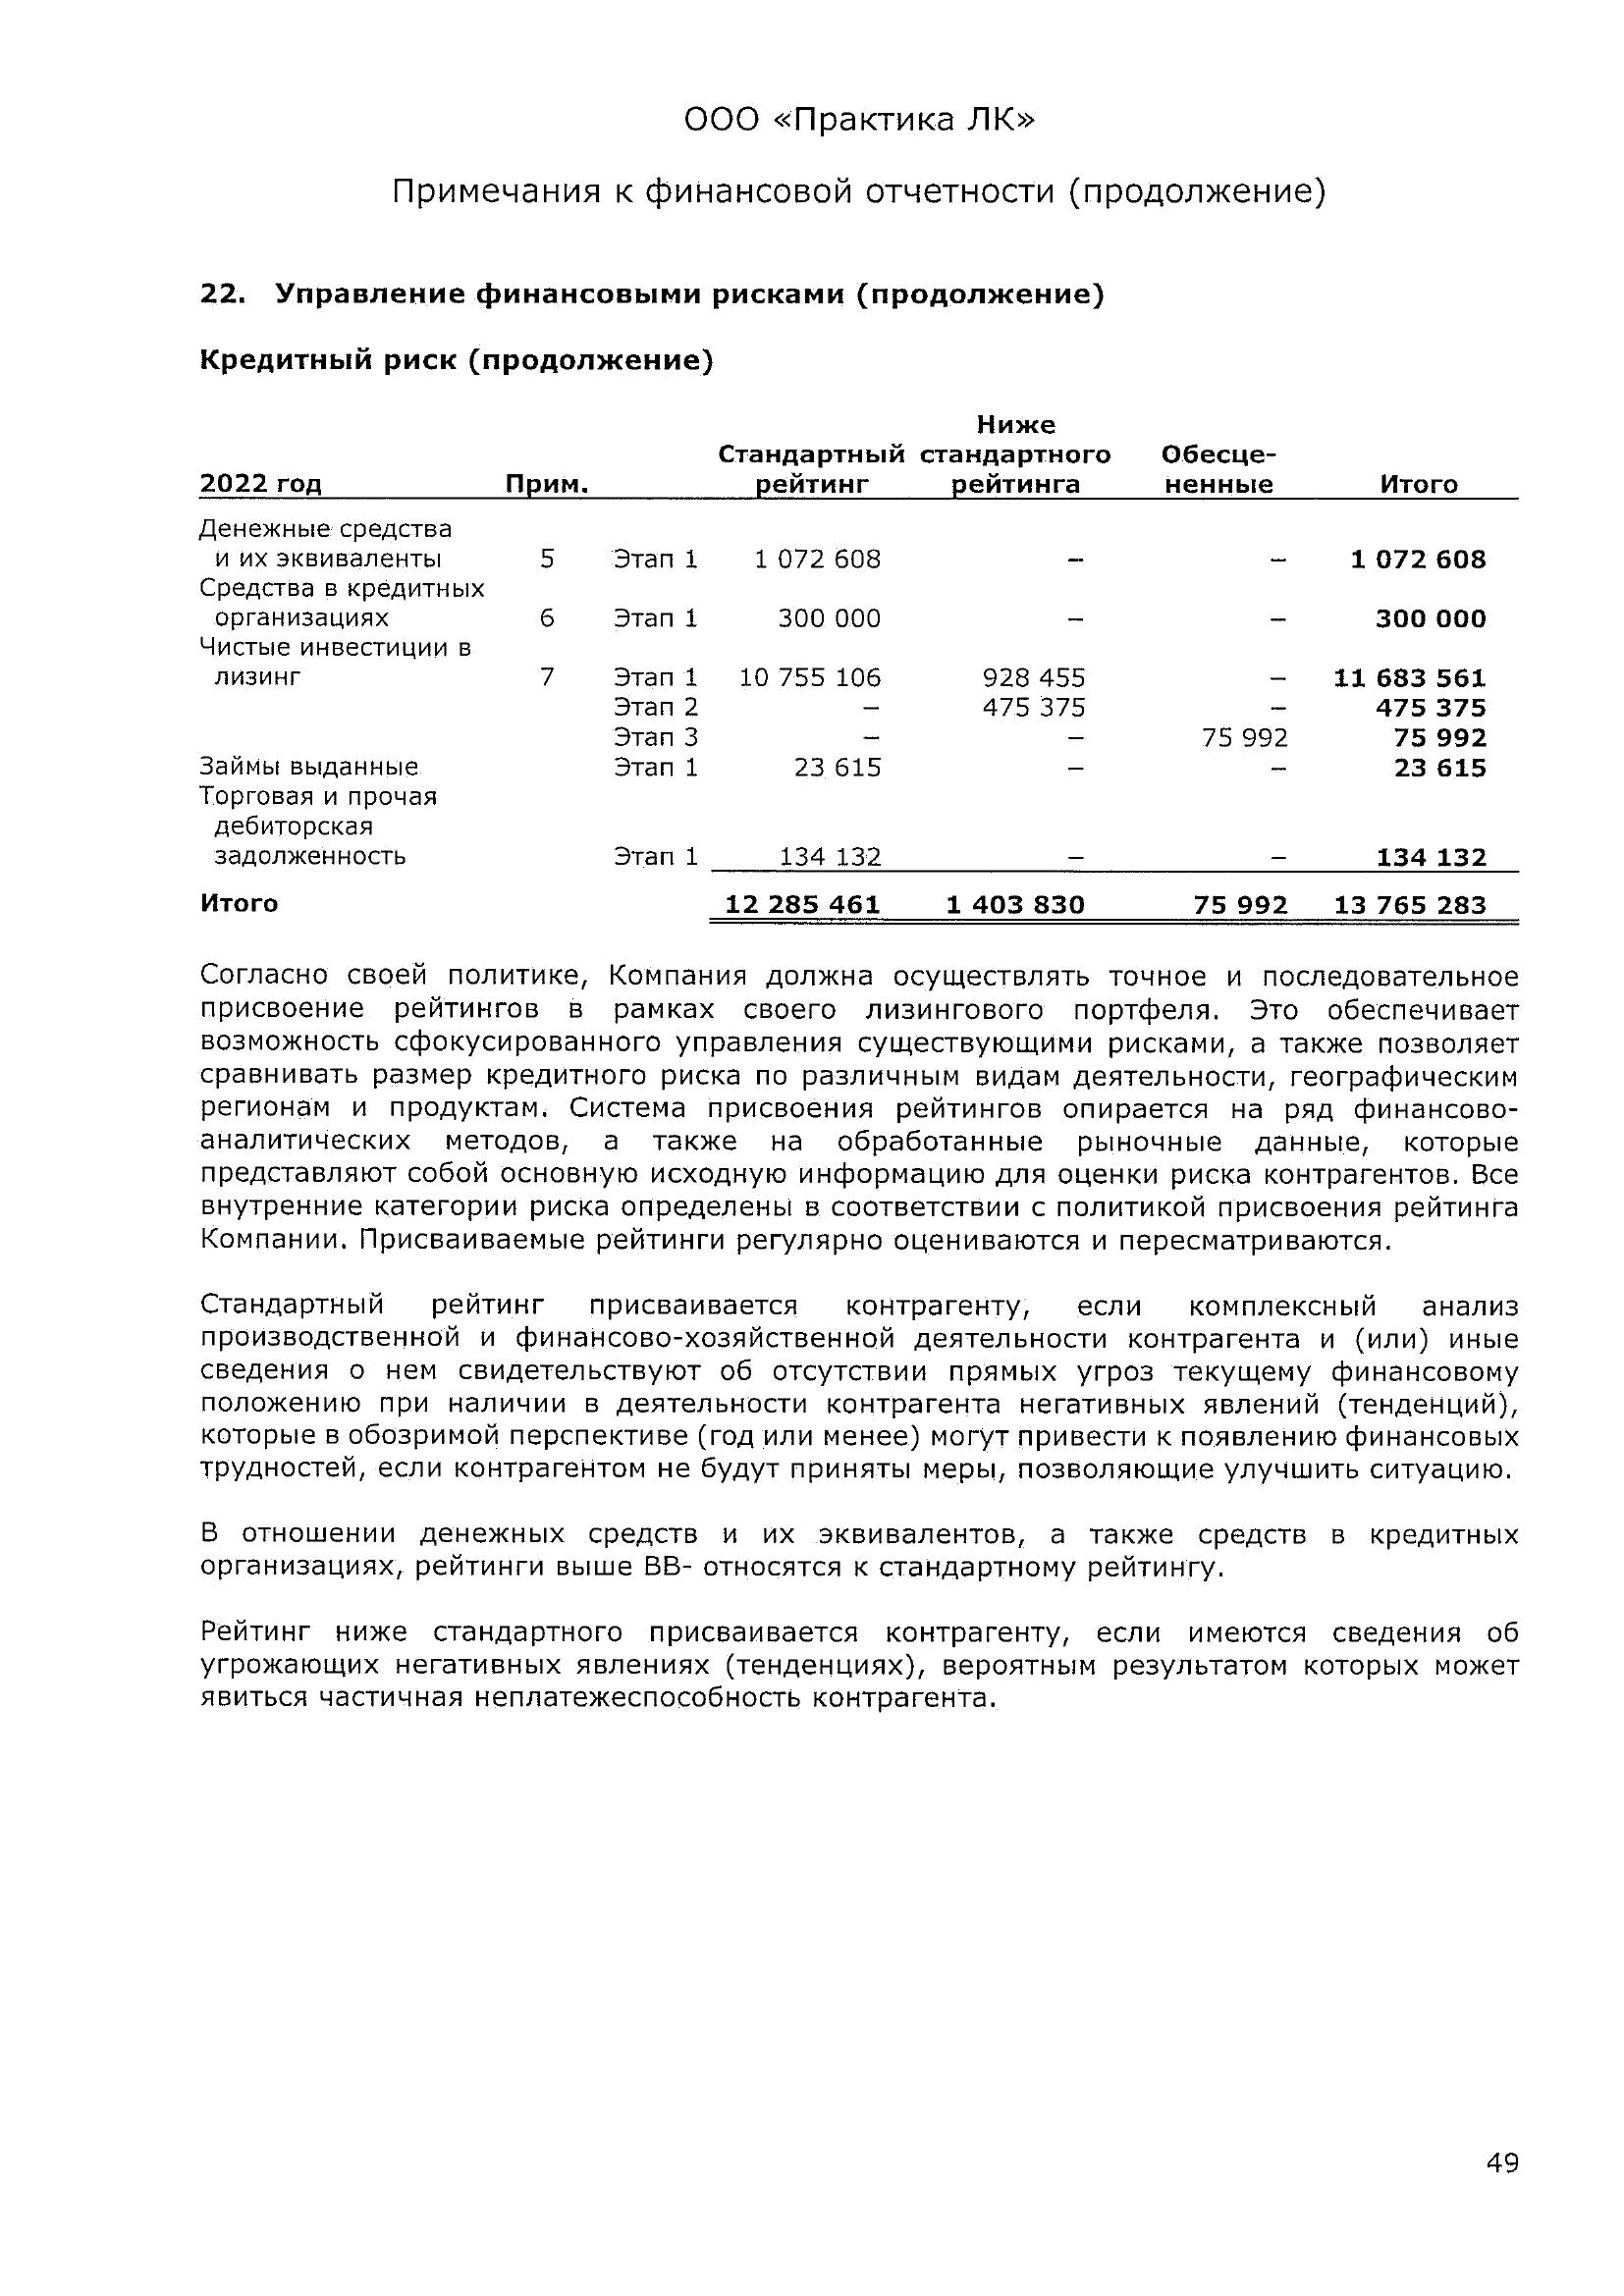 ООО «Практика ЛК»
Примечания к финансовой отчетности (продолжение)
22. Управление финансовыми рисками (продолжение)
Кредитный риск (продолжение)
Ниже
Стандартный стандартного Обесце-
2022 год Прим. рейтинг рейтинга ненные Итого
Денежные средства
и их эквиваленты 5 Этап 1 1 072 608 – – 1 072 608
Средства в кредитных
организациях 6 Этап 1 300 000 – – 300 000
Чистые инвестиции в
лизинг 7 Этап 1 10 755 106 928 455 – 11 683 561
Этап 2 – 475 375 – 475 375
Этап 3 – – 75 992 75 992
Займы выданные Этап 1 23 615 – – 23 615
Торговая и прочая
дебиторская
задолженность Этап 1 134 132 – – 134 132
Итого 12 285 461 1 403 830 75 992 13 765 283
Согласно своей политике, Компания должна осуществлять точное и последовательное
присвоение рейтингов в рамках своего лизингового портфеля. Это обеспечивает
возможность сфокусированного управления существующими рисками, а также позволяет
сравнивать размер кредитного риска по различным видам деятельности, географическим
регионам и продуктам. Система присвоения рейтингов опирается на ряд финансово-
аналитических методов, а также на обработанные рыночные данные, которые
представляют собой основную исходную информацию для оценки риска контрагентов. Все
внутренние категории риска определены в соответствии с политикой присвоения рейтинга
Компании. Присваиваемые рейтинги регулярно оцениваются и пересматриваются.
Стандартный рейтинг присваивается контрагенту, если комплексный анализ
производственной и финансово-хозяйственной деятельности контрагента и (или) иные
сведения о нем свидетельствуют об отсутствии прямых угроз текущему финансовому
положению при наличии в деятельности контрагента негативных явлений (тенденций),
которые в обозримой перспективе (год или менее) могут привести к появлению финансовых
трудностей, если контрагентом не будут приняты меры, позволяющие улучшить ситуацию.
В отношении денежных средств и их эквивалентов, а также средств в кредитных
организациях, рейтинги выше BB- относятся к стандартному рейтингу.
Рейтинг ниже стандартного присваивается контрагенту, если имеются сведения об
угрожающих негативных явлениях (тенденциях), вероятным результатом которых может
явиться частичная неплатежеспособность контрагента.
49